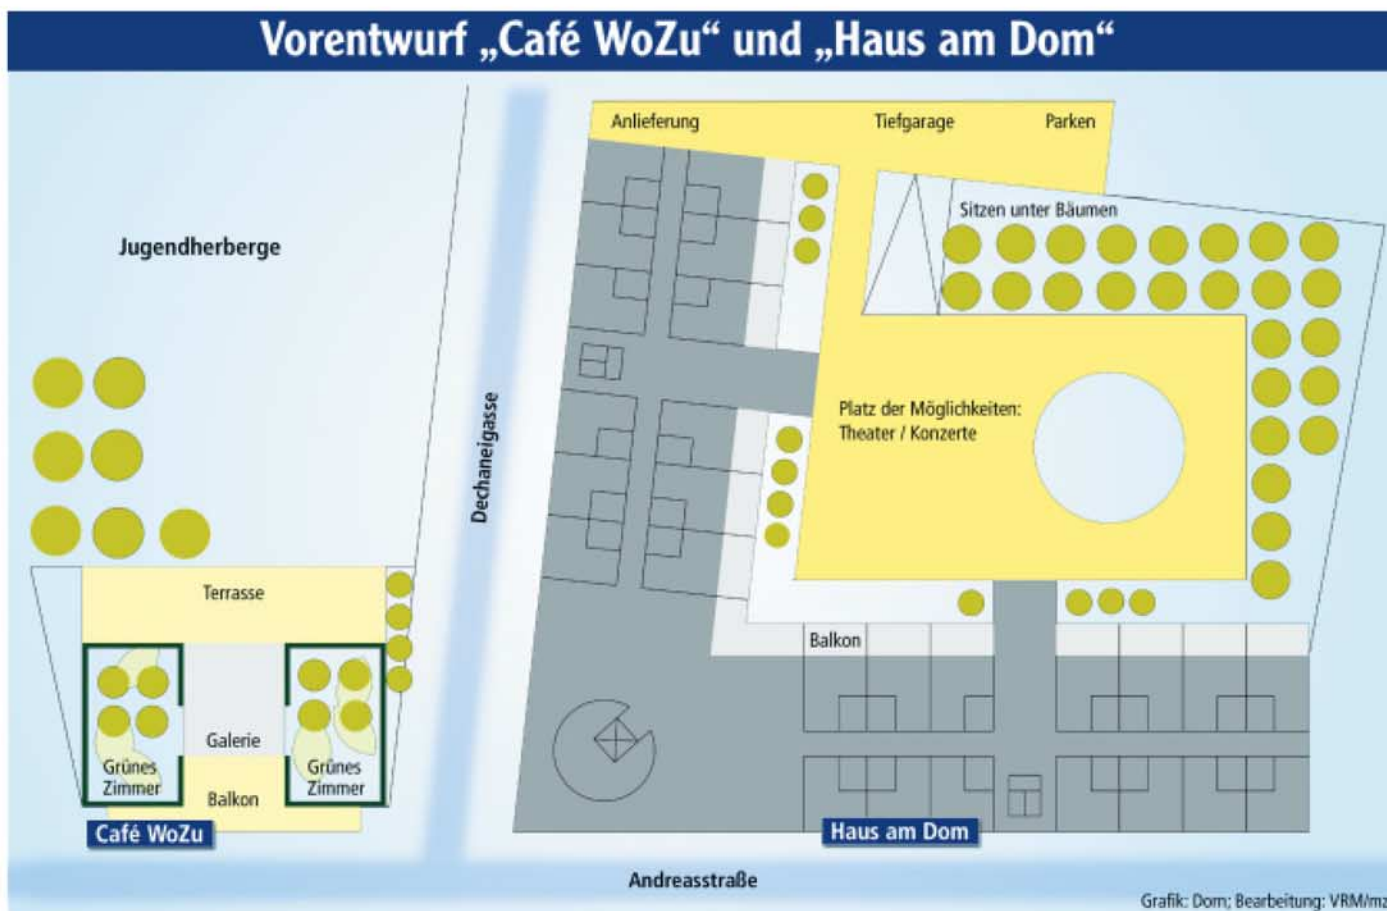 Vorentwurf „Café WoZu“ und „Haus am Dom“
Anlieferung
Tiefgarage
Parken
Sitzen unter Bäumen
Jugendherberge
Dechaneigasse
Platz der Möglichkeiten:
Theater / Konzerte
Terrasse
Balkon
Galerie
Grünes
Zimmer
Grünes
Zimmer
Balkon
Café WoZu
Haus am Dom
Andreasstraße
Grafik: Dom; Bearbeitung: VRM/mz